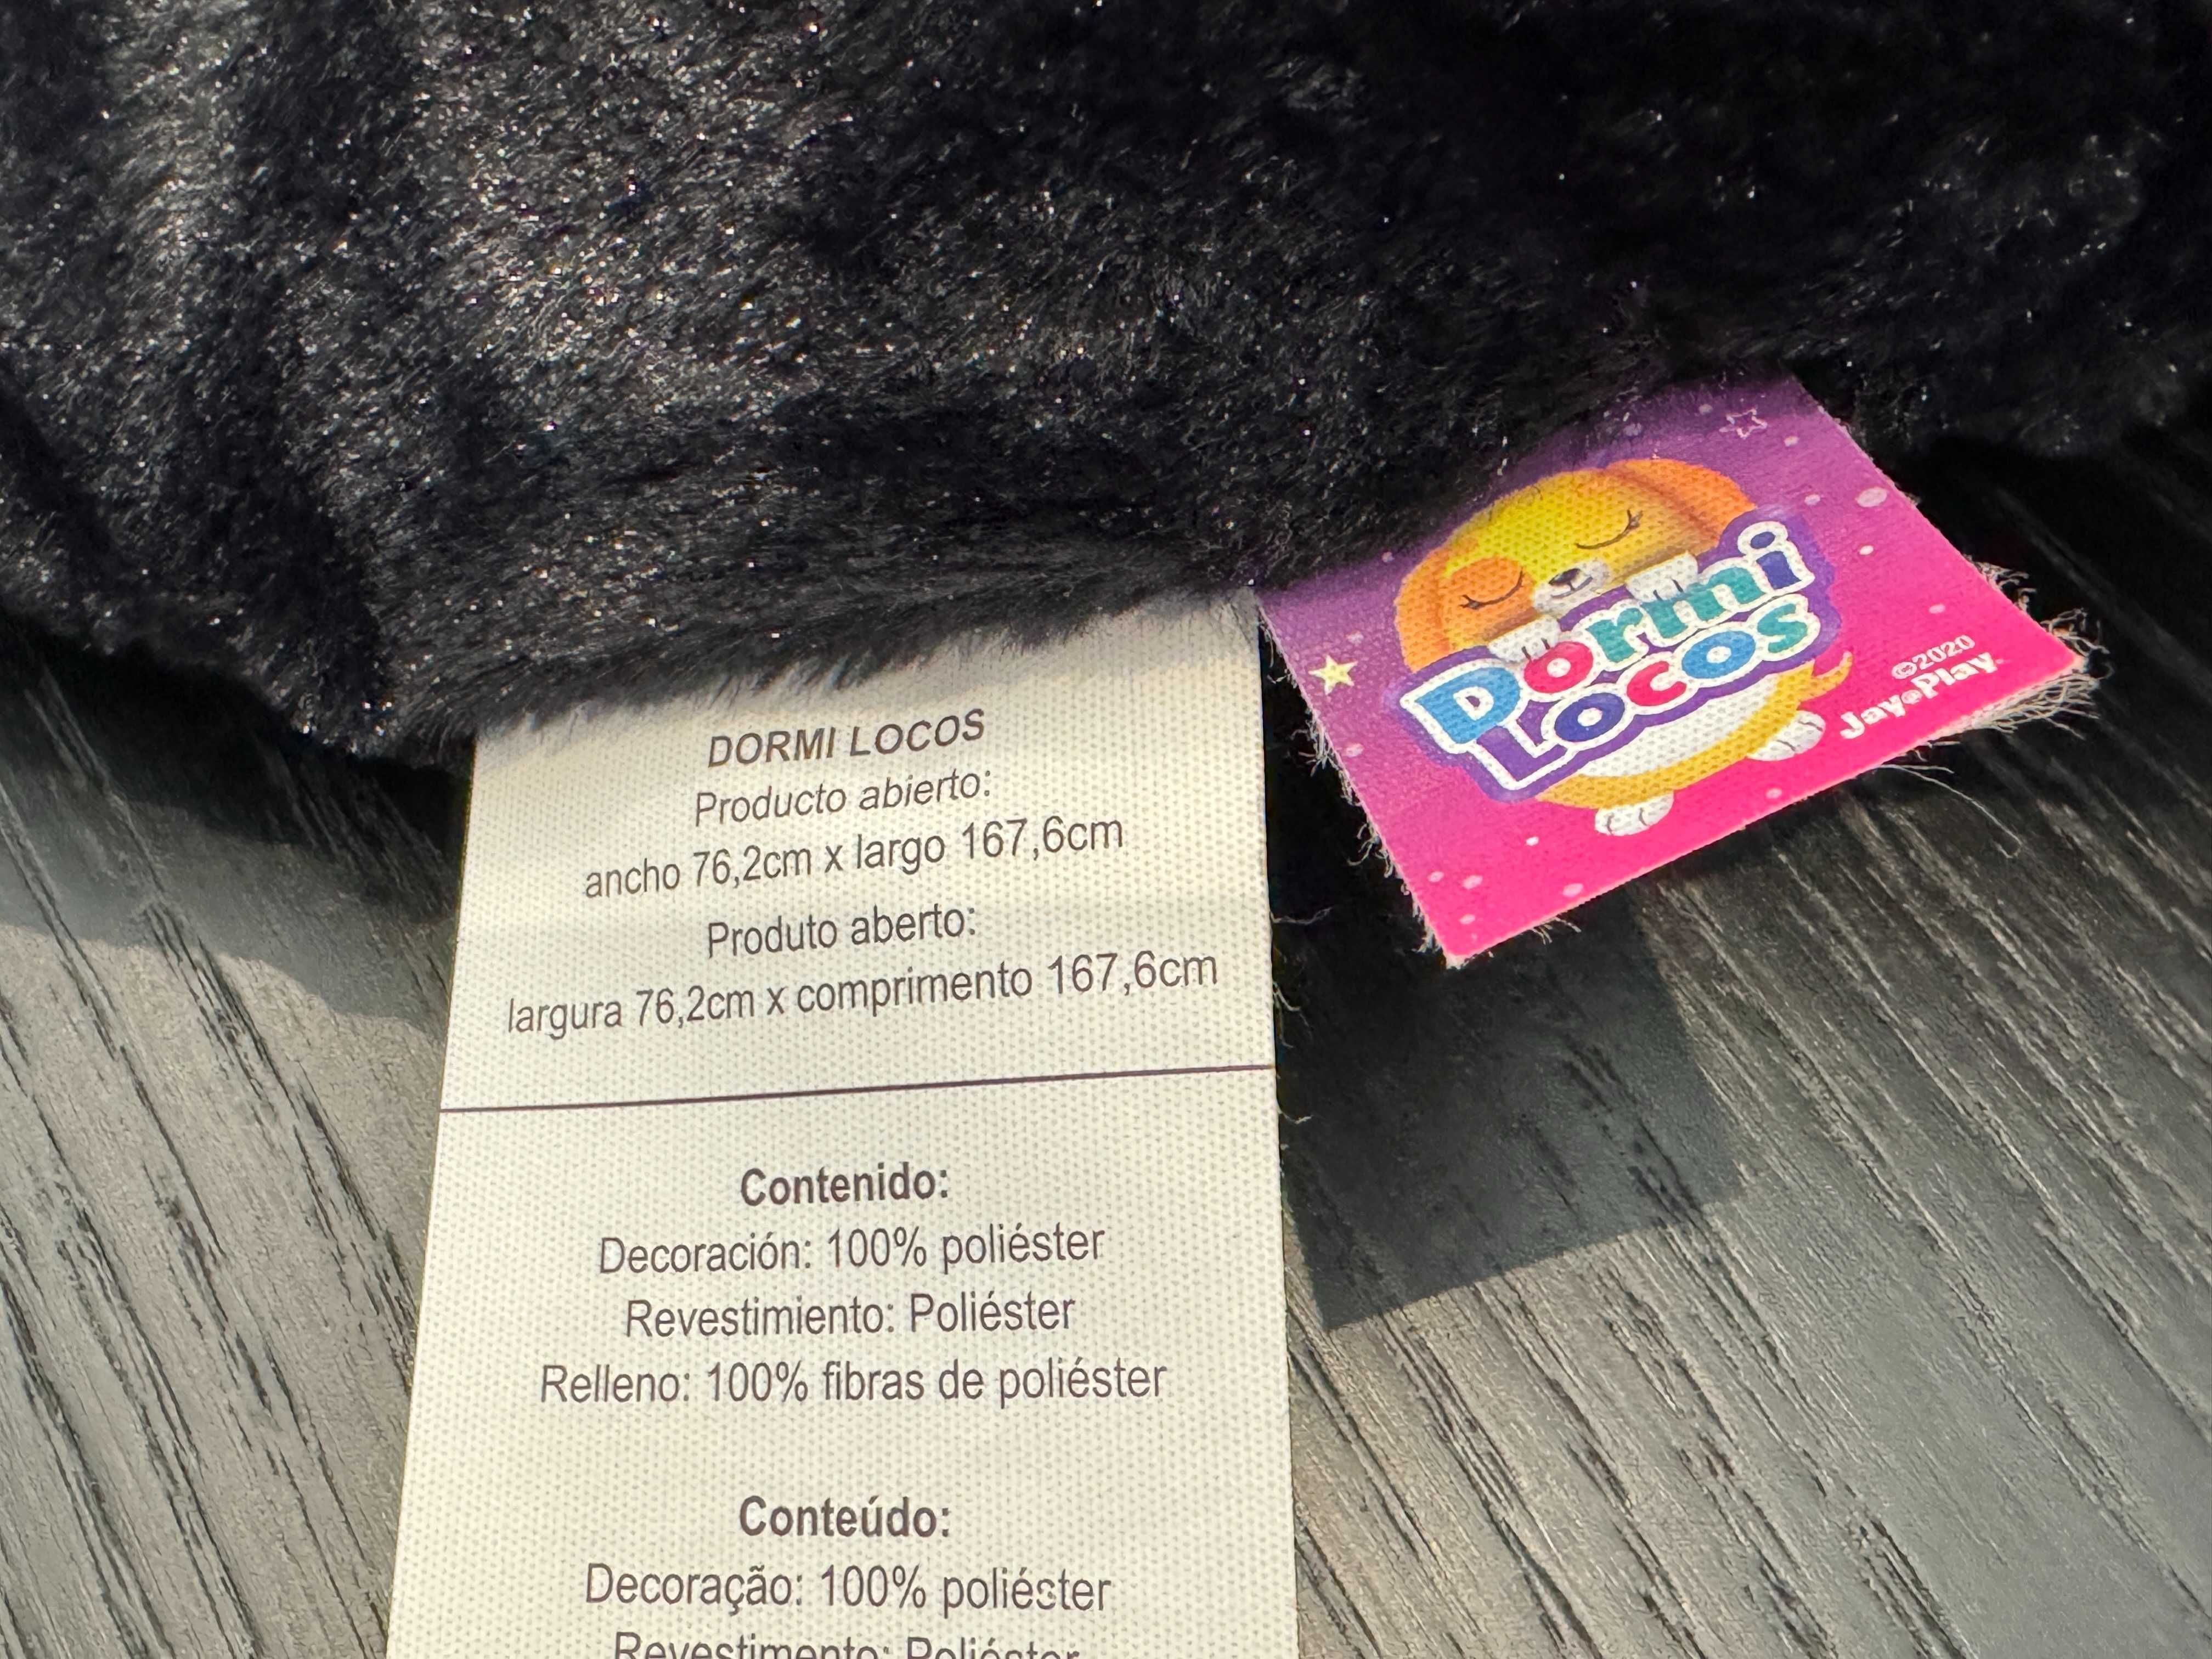 DORMI LOCOS
Producto abierto:
ancho 76,2cm x largo 167,6cm
Produto aberto:
largura 76,2cm x comprimento 167,6cm
Contenido:
Decoración: 100% poliéster
Revestimiento: Poliéster
Relleno: 100% fibras de poliéster
Conteúdo:
Decoração: 100% poliéster
Revestimento: Poliéster
Dormi
Locos
©2020
Jay@Play